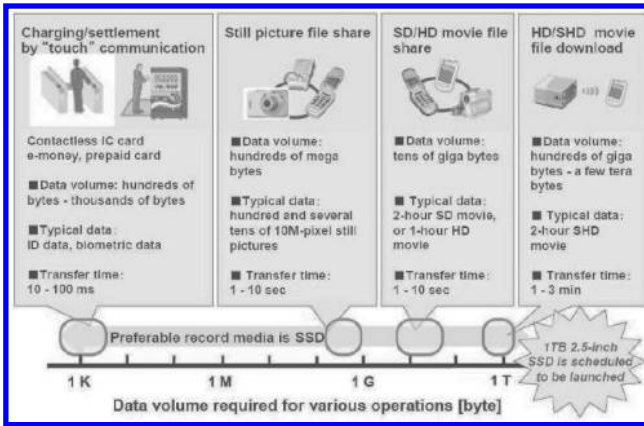 Charging/settlement
by "touch" communication
Contactless IC card
e-money, prepaid card
■Data volume: hundreds of
bytes - thousands of bytes
■Typical data:
ID data, biometric data
■Transfer time:
10 - 100 ms
Still picture file share
■Data volume:
hundreds of mega
bytes
■Typical data:
hundred and several
tens of 10M-pixel still
pictures
■Transfer time:
1 - 10 sec
SD/HD movie file
share
■Data volume:
tens of giga bytes
■Typical data:
2-hour SD movie,
or 1-hour HD
movie
■Transfer time:
1 - 10 sec
HD/SHD movie
file download
■Data volume:
hundreds of giga
bytes - a few tera
bytes
■Typical data:
2-hour SHD
movie
■Transfer time:
1 - 3 min
Preferable record media is SSD
1TB 2.5-inch
SSD is scheduled
to be launched
1 K 1 M 1 G 1 T
Data volume required for various operations [byte]